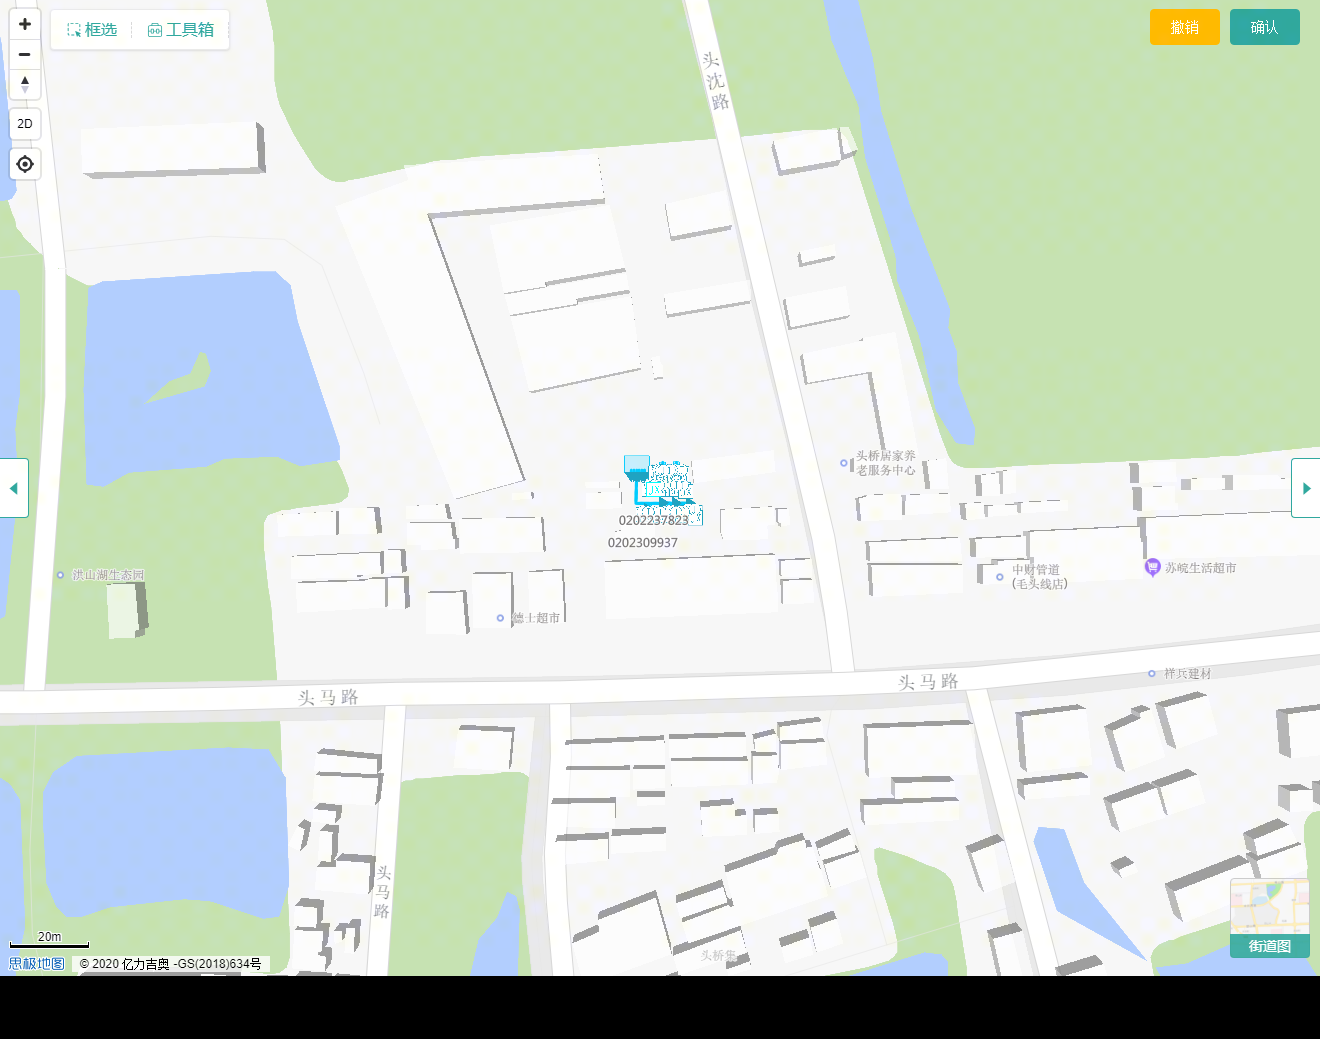 框选
工具箱
撤销
确认
2D
头沈路
头桥居家养
老服务中心
0202237823
0202309937
洪山湖生态园
中财管道
(毛头线店)
苏皖生活超市
德士超市
头马路
头马路
祥兵建材
头马路
头桥集
20m
思极地图
© 2020 亿力吉奥 -GS(2018)634号
街道图